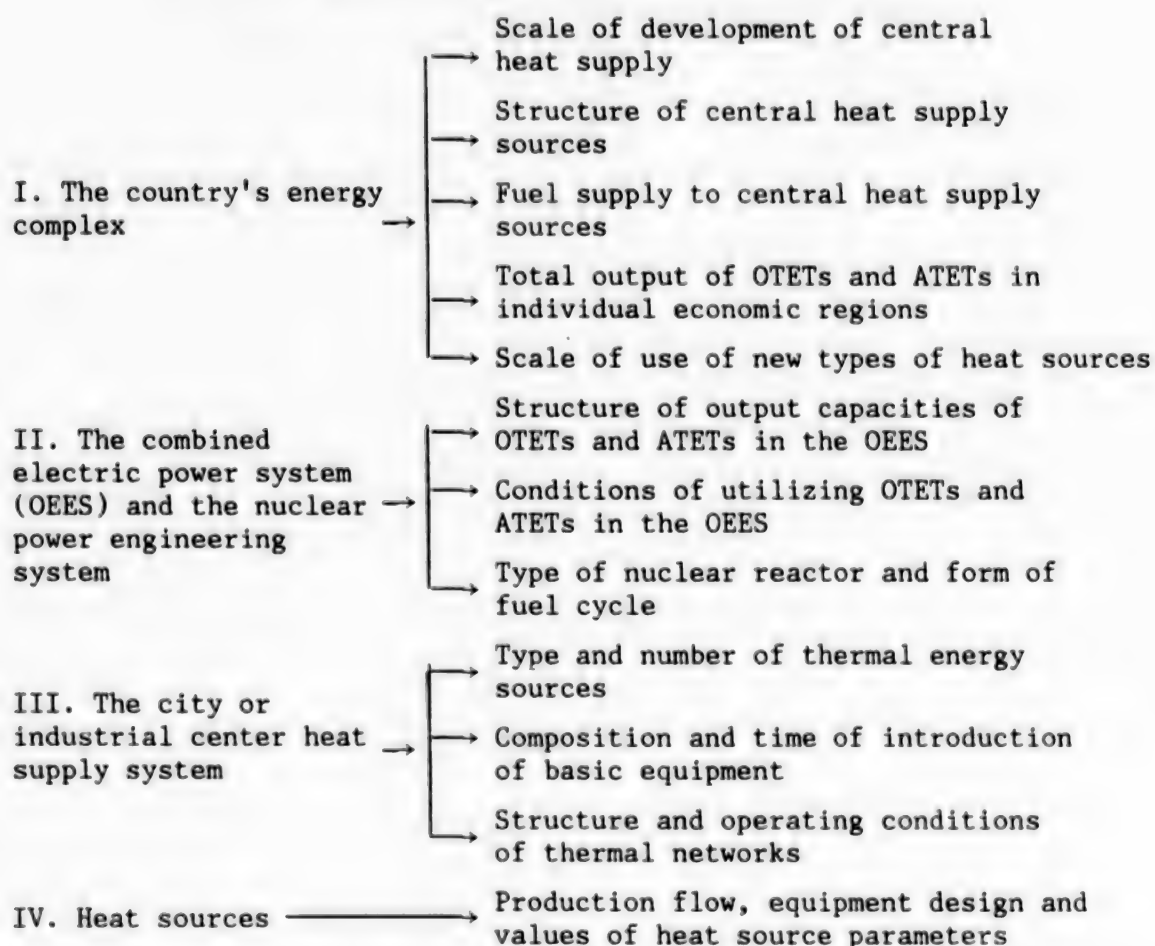 I. The country's energy
complex
Scale of development of central
heat supply
Structure of central heat supply
sources
Fuel supply to central heat supply
sources
Total output of OTETs and ATETs in
individual economic regions
Scale of use of new types of heat sources
II. The combined
electric power system
(OEES) and the nuclear
power engineering
system
Structure of output capacities of
OTETs and ATETs in the OEES
Conditions of utilizing OTETs and
ATETs in the OEES
Type of nuclear reactor and form of
fuel cycle
III. The city or
industrial center heat
supply system
Type and number of thermal energy
sources
Composition and time of introduction
of basic equipment
Structure and operating conditions
of thermal networks
IV. Heat sources
Production flow, equipment design and
values of heat source parameters